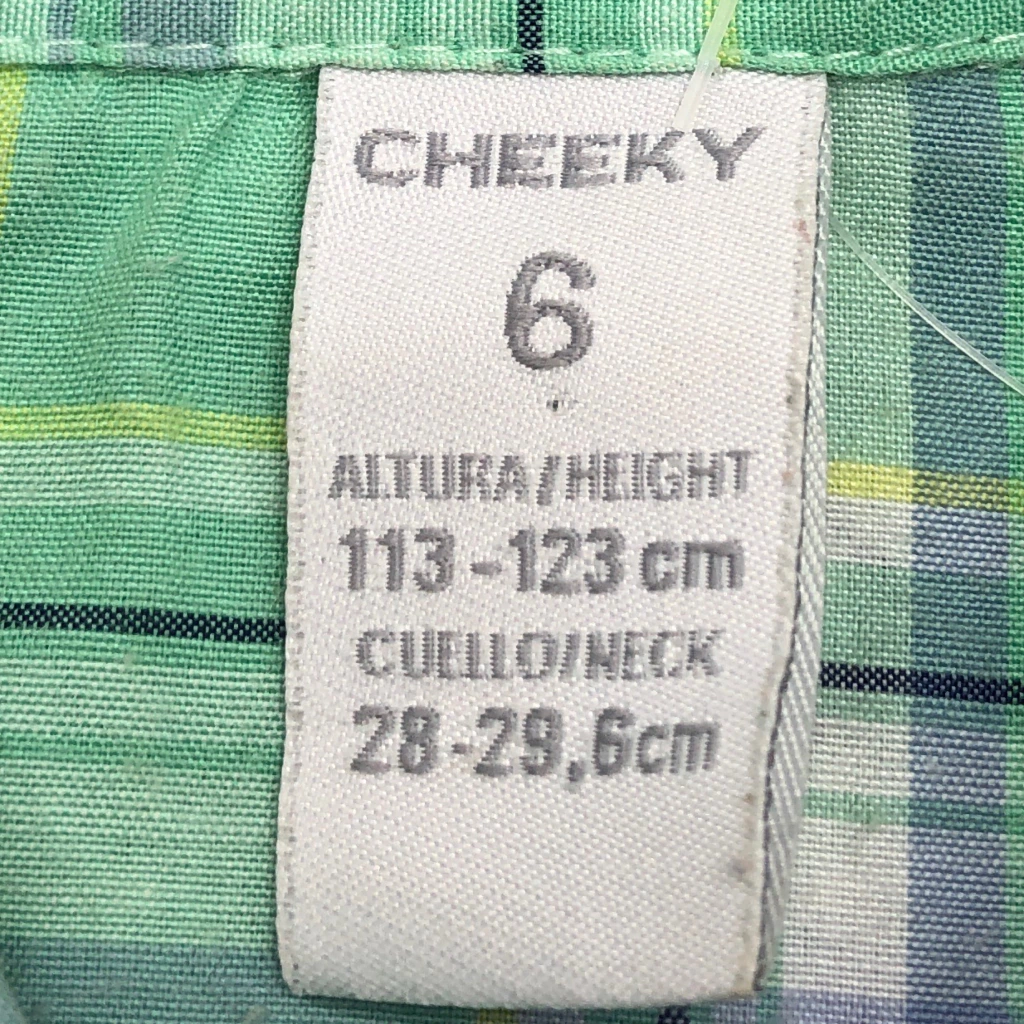 CHEEKY
6
ALTURA/HEIGHT
113-123 cm
CUELLO/NECK
28-29,6cm